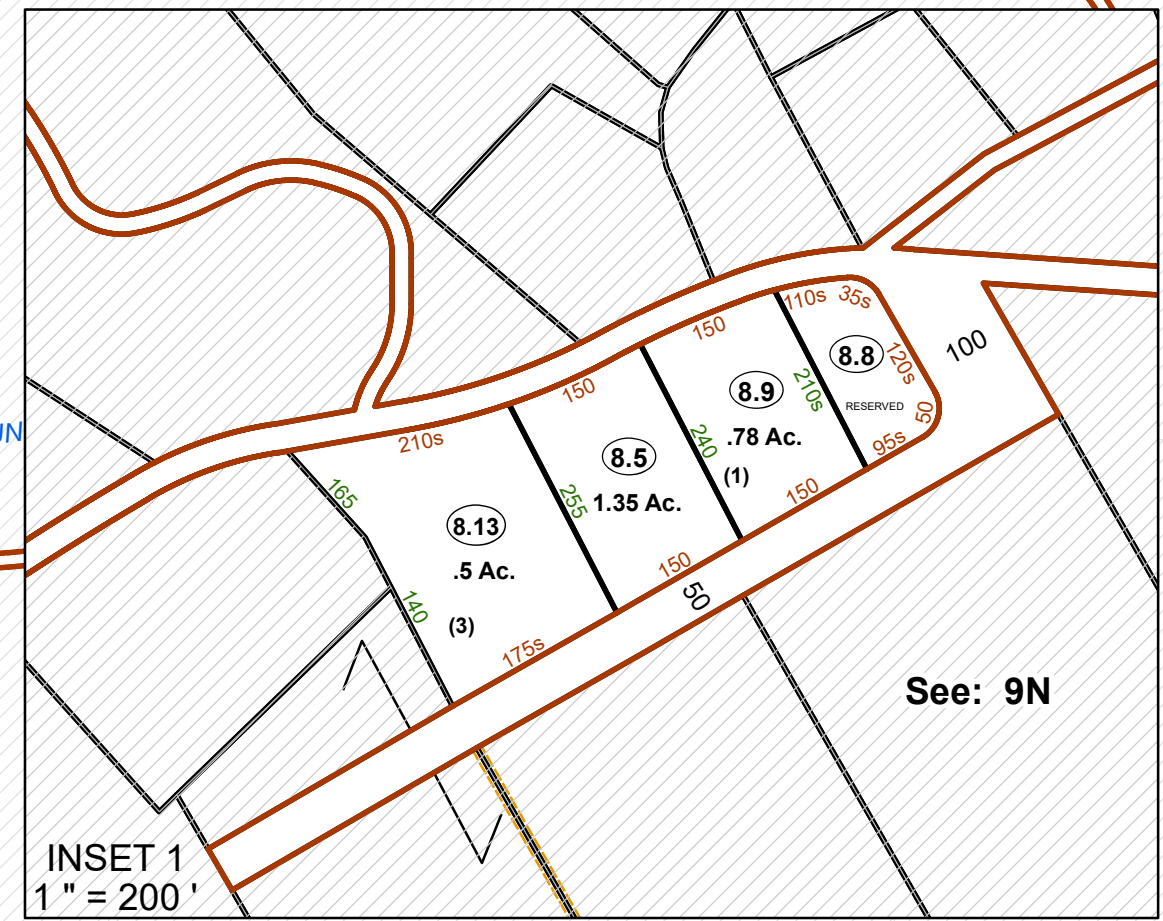 110s
35s
150
8.8
120s
100
210s
8.9
RESERVED
50
150
.78 Ac.
95s
240
(1)
210s
8.5
150
1.35 Ac.
255
165
8.13
.5 Ac.
150
50
140
(3)
175s
UN
See: 9N
INSET 1
1 " = 200 '